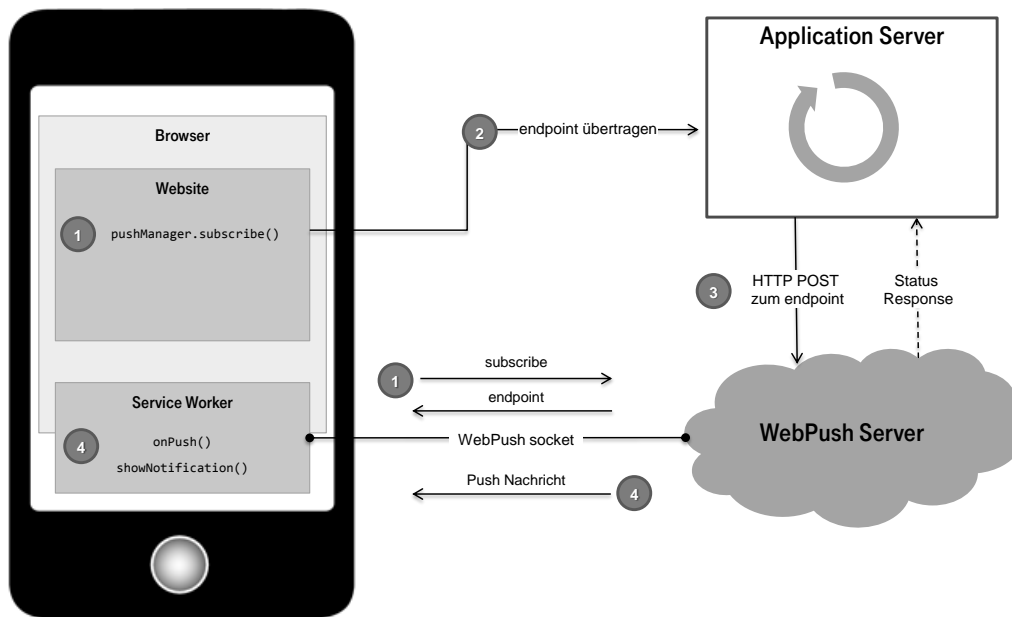 Application Server
Browser
2
endpoint übertragen
Website
1
pushManager.subscribe()
3
HTTP POST
zum endpoint
Status
Response
subscribe
1
endpoint
Service Worker
4
onPush()
showNotification()
WebPush socket
WebPush Server
Push Nachricht
4